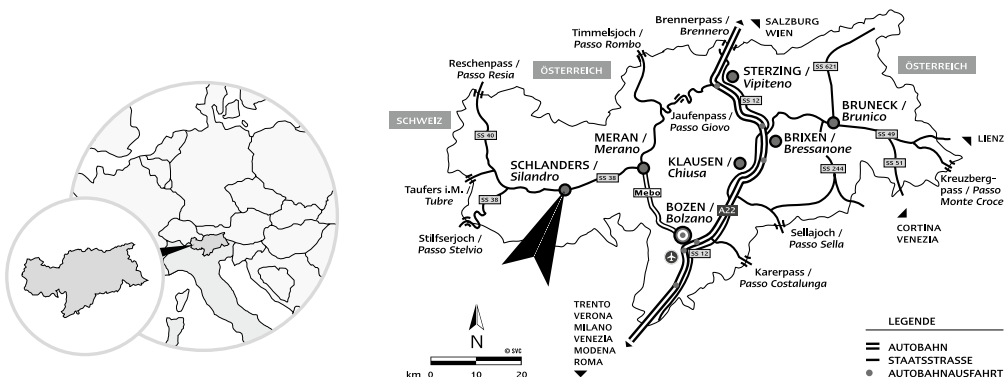 Brennerpass /
Brennero
SALZBURG
WIEN
Timmelsjoch /
Passo Rombo
Reschenpass /
Passo Resia
ÖSTERREICH
STERZING /
Vipiteno
SS 621
ÖSTERREICH
SS 12
SCHWEIZ
Jaufenpass /
Passo Giovo
BRUNECK /
Brunico
SS 40
MERAN /
Merano
BRIXEN /
Bressanone
SS 49
LIENZ
SCHLANDERS /
Silandro
KLAUSEN /
Chiusa
SS 51
SS 38
SS 244
Kreuzberg-
pass / Passo
Monte Croce
Taufers i.M. /
Tubre
Mebo
SS 38
BOZEN /
Bolzano
A22
Stilfserjoch /
Passo Stelvio
Sellajoch /
Passo Sella
CORTINA
VENEZIA
SS 12
Karerpass /
Passo Costalunga
TRENTO
VERONA
MILANO
VENEZIA
MODENA
ROMA
N
© SVC
km 0 10 20
LEGENDE
AUTOBAHN
STAATSSTRASSE
AUTOBAHNAUSFAHRT